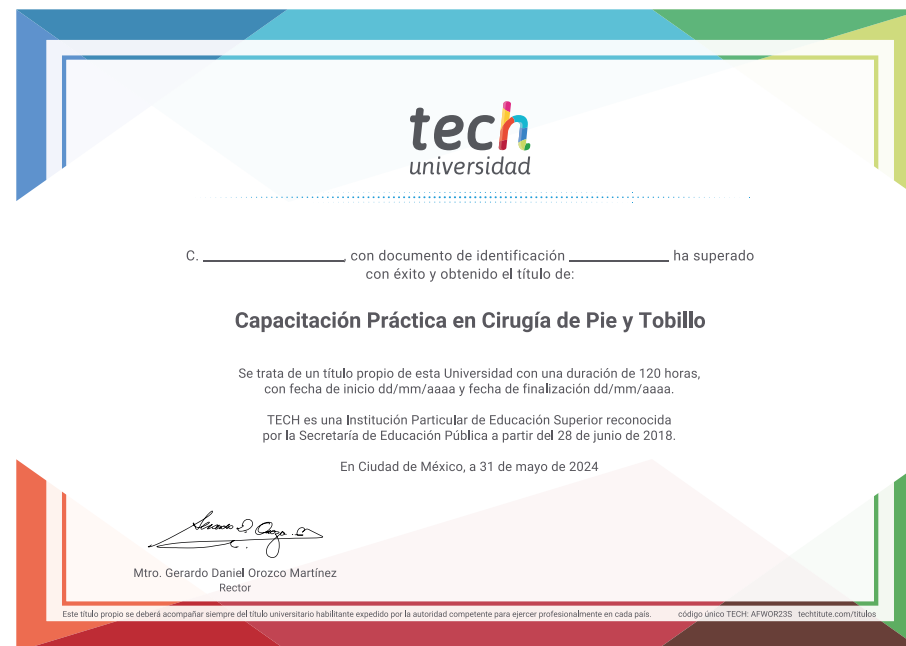 tech
universidad
C. ____________, con documento de identificación ____________ ha superado
con éxito y obtenido el título de:
Capacitación Práctica en Cirugía de Pie y Tobillo
Se trata de un título propio de esta Universidad con una duración de 120 horas,
con fecha de inicio dd/mm/aaaa y fecha de finalización dd/mm/aaaa.
TECH es una Institución Particular de Educación Superior reconocida
por la Secretaría de Educación Pública a partir del 28 de junio de 2018.
En Ciudad de México, a 31 de mayo de 2024
Mtro. Gerardo Daniel Orozco Martínez
Rector
Este título propio se deberá acompañar siempre del título universitario habilitante expedido por la autoridad competente para ejercer profesionalmente en cada país. código único TECH: AFWOR23S techtitute.com/titulos